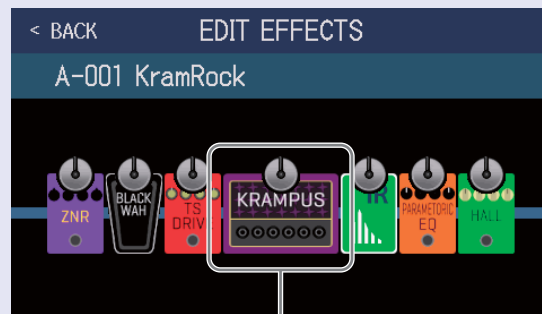 < BACK
EDIT EFFECTS
A-001 KramRock
ZNR
BLACK
WAH
TS
DRIVE
KRAMPUS
IR
PARAMETORIC
EQ
HALL